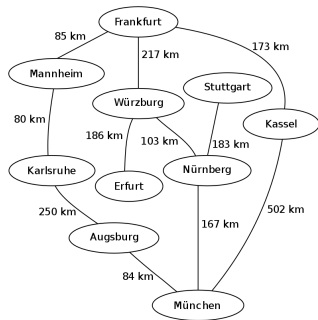 Frankfurt
85 km
217 km
173 km
Mannheim
Stuttgart
Würzburg
Kassel
80 km
186 km
103 km
183 km
Karlsruhe
Erfurt
Nürnberg
250 km
167 km
502 km
Augsburg
84 km
München